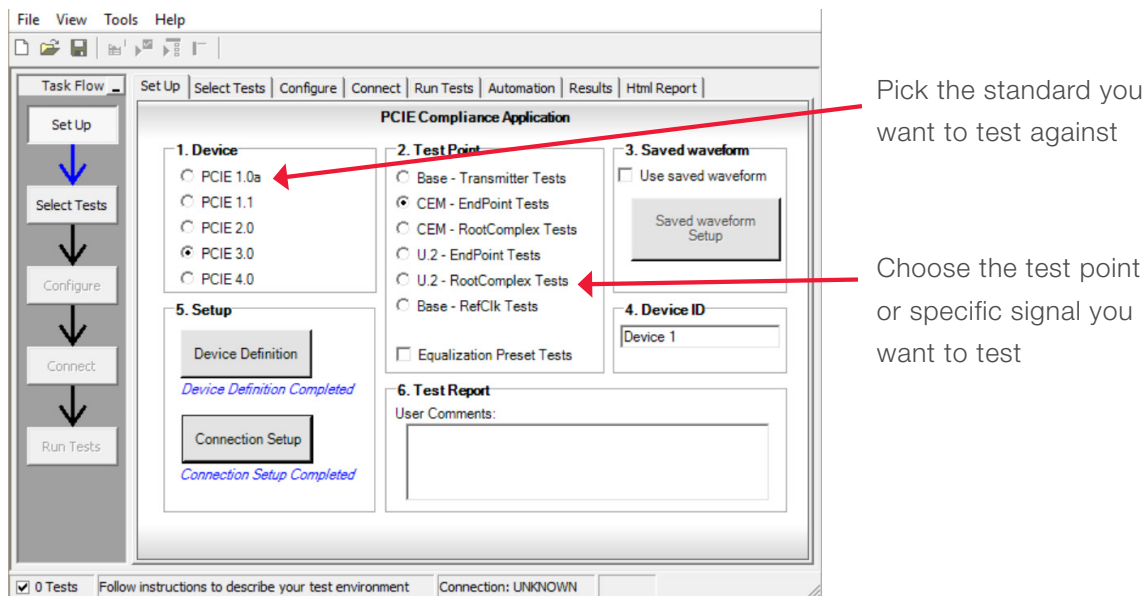 File View Tools Help
Task Flow
Set Up
Select Tests
Configure
Connect
Run Tests
Set Up Select Tests Configure Connect Run Tests Automation Results Html Report
PCIE Compliance Application
1. Device
PCIE 1.0a
PCIE 1.1
PCIE 2.0
PCIE 3.0
PCIE 4.0
2. Test Point
Base - Transmitter Tests
CEM - EndPoint Tests
CEM - RootComplex Tests
U.2 - EndPoint Tests
U.2 - RootComplex Tests
Base - RefClk Tests
Equalization Preset Tests
3. Saved waveform
Use saved waveform
Saved waveform
Setup
4. Device ID
Device 1
5. Setup
Device Definition
Device Definition Completed
Connection Setup
Connection Setup Completed
6. Test Report
User Comments:
0 Tests Follow instructions to describe your test environment Connection: UNKNOWN
Pick the standard you
want to test against
Choose the test point
or specific signal you
want to test